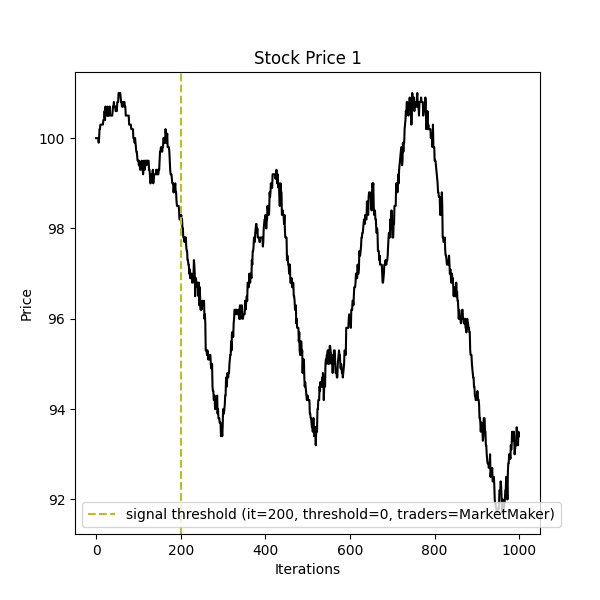 Stock Price 1
Price
100
98
96
94
92
signal threshold (it=200, threshold=0, traders=MarketMaker)
0 200 400 600 800 1000
Iterations